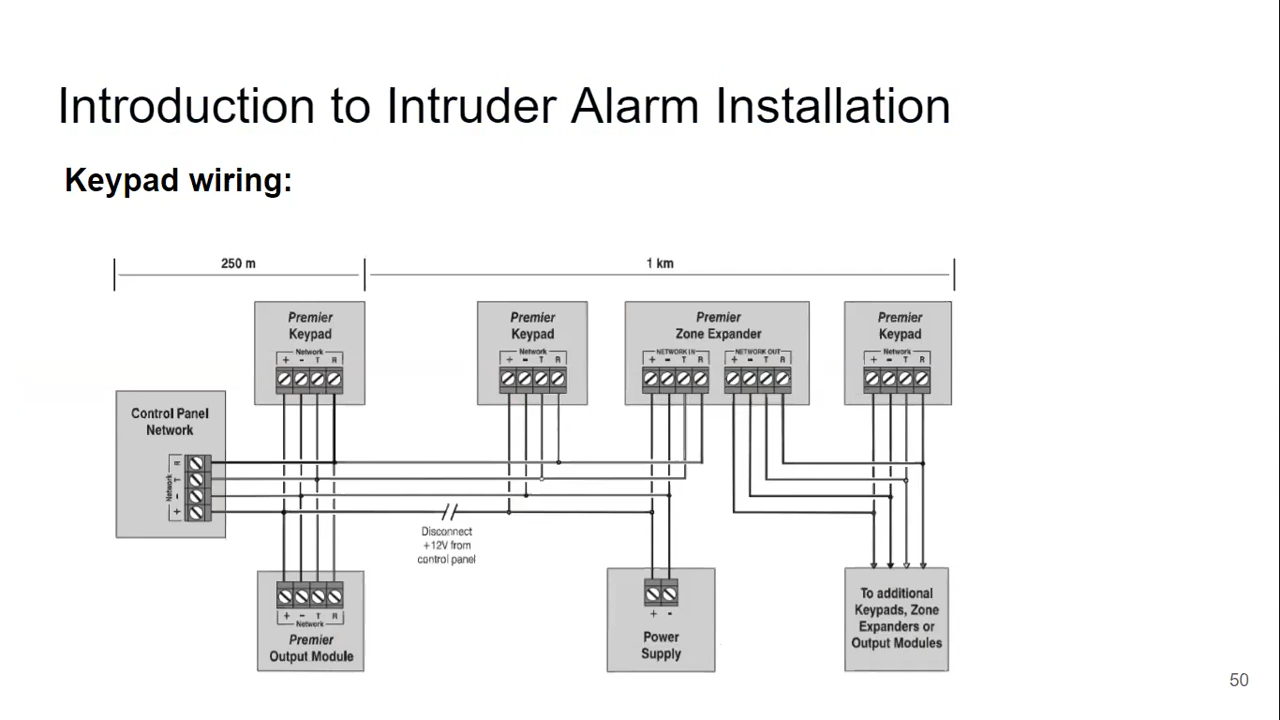 Introduction to Intruder Alarm Installation
Keypad wiring:
250 m
1 km
Premier
Keypad
Network
+ - T R
Premier
Keypad
Network
+ - T R
Premier
Zone Expander
NETWORK IN
+ - T R
NETWORK OUT
+ - T R
Premier
Keypad
Network
+ - T R
Control Panel
Network
Network
R
T
-
+
Disconnect
+12V from
control panel
+ - T R
Network
Premier
Output Module
+ -
Power
Supply
To additional
Keypads, Zone
Expanders or
Output Modules
50